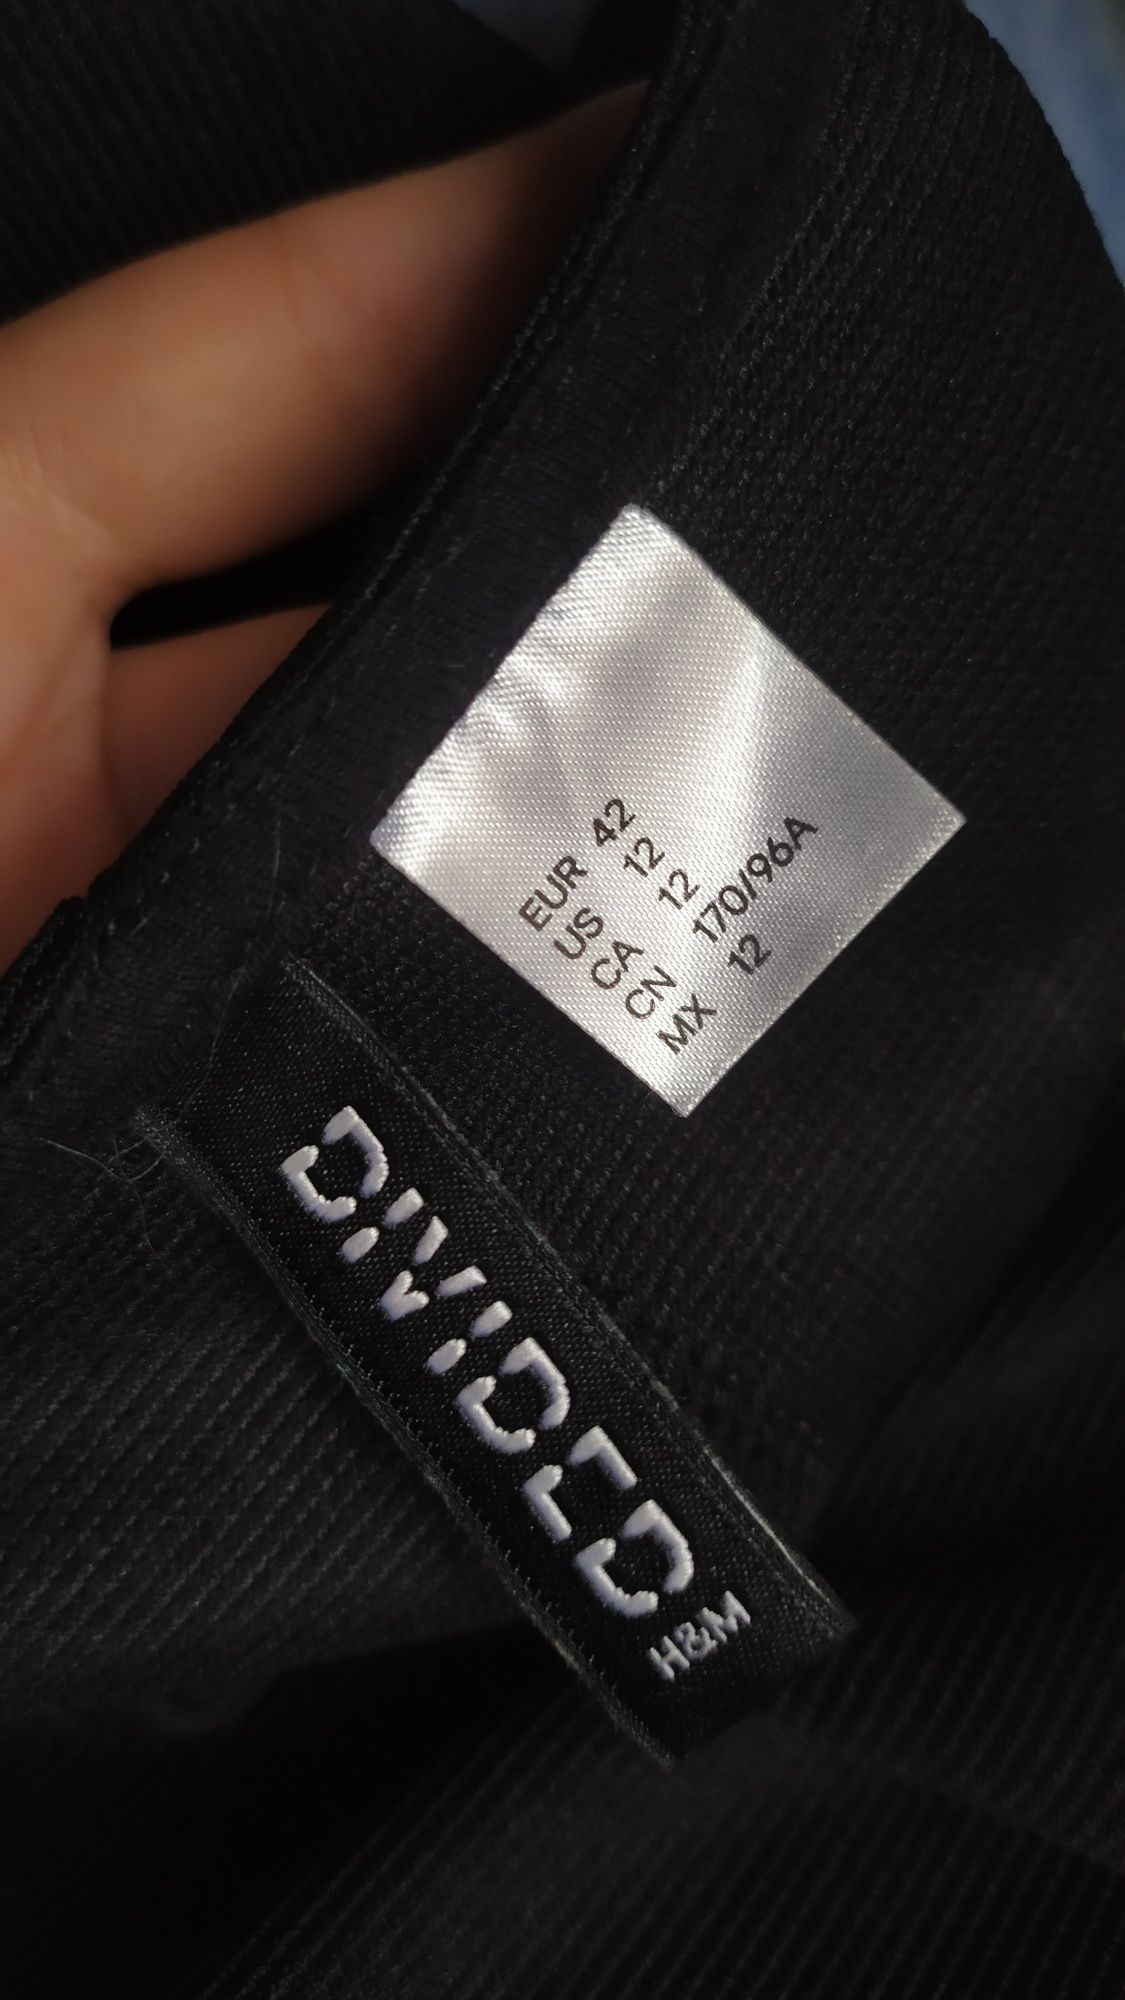 EUR 42
US 12
CA 12
CN 170/96A
MX 12
DIVIDED
H&M